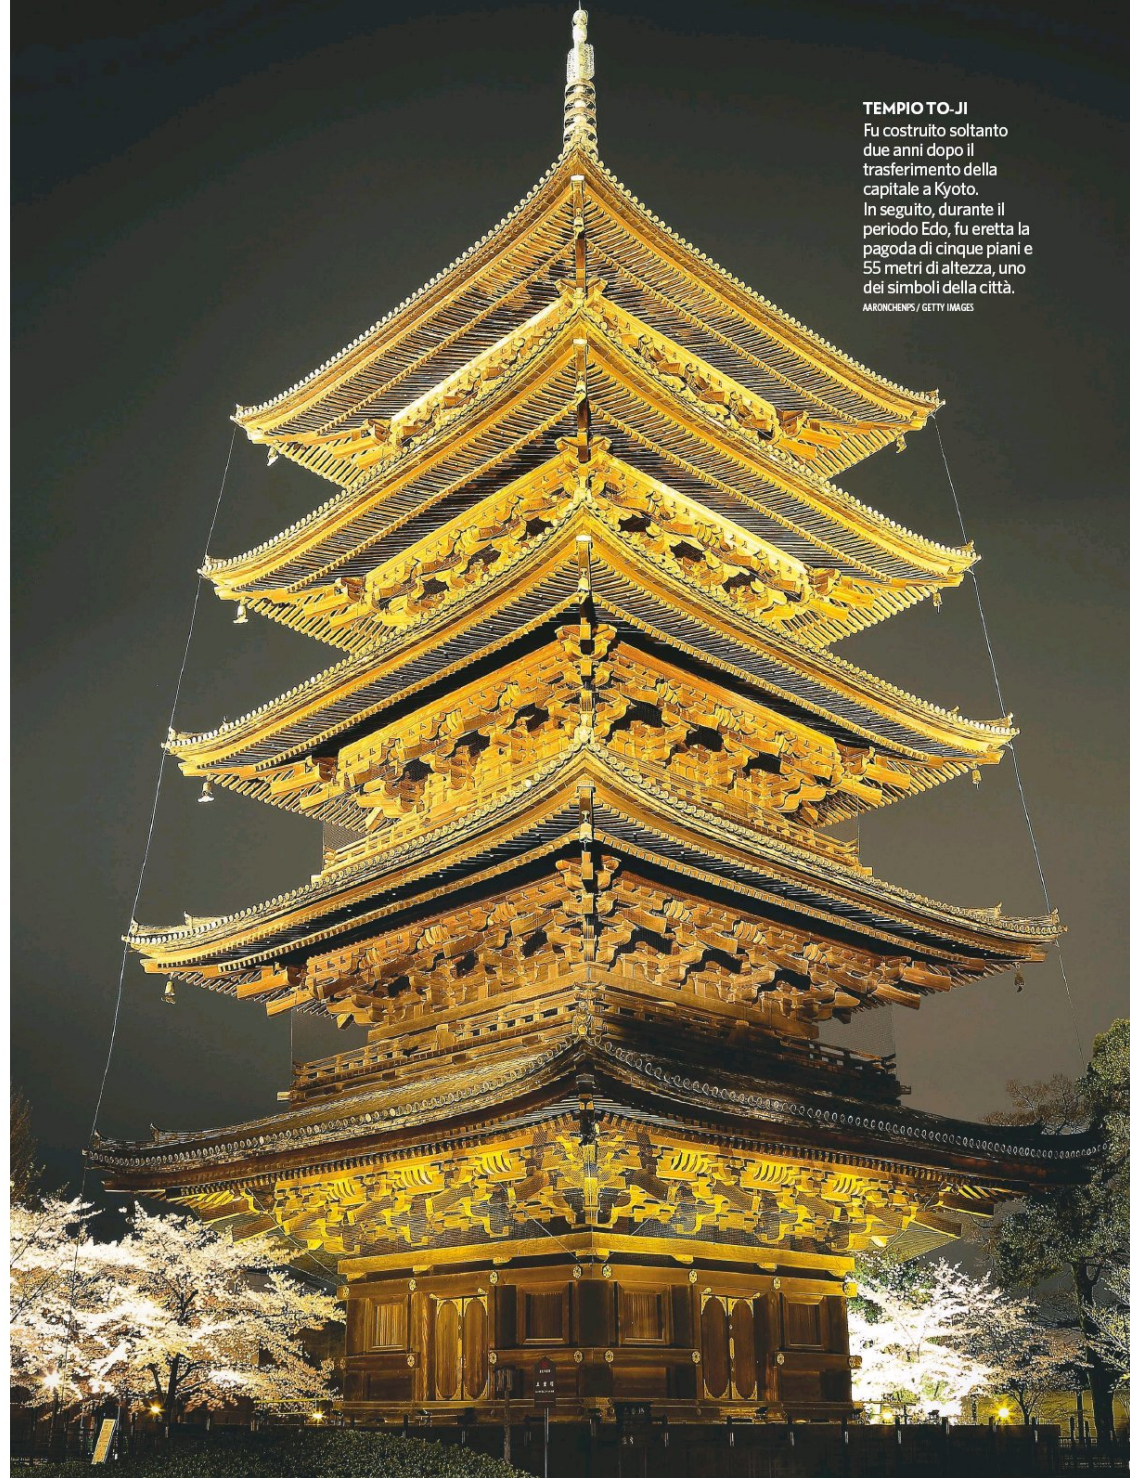 TEMPIO TO-JI
Fu costruito soltanto
due anni dopo il
trasferimento della
capitale a Kyoto.
In seguito, durante il
periodo Edo, fu eretta la
pagoda di cinque piani e
55 metri di altezza, uno
dei simboli della città.
AARONCHENPS / GETTY IMAGES